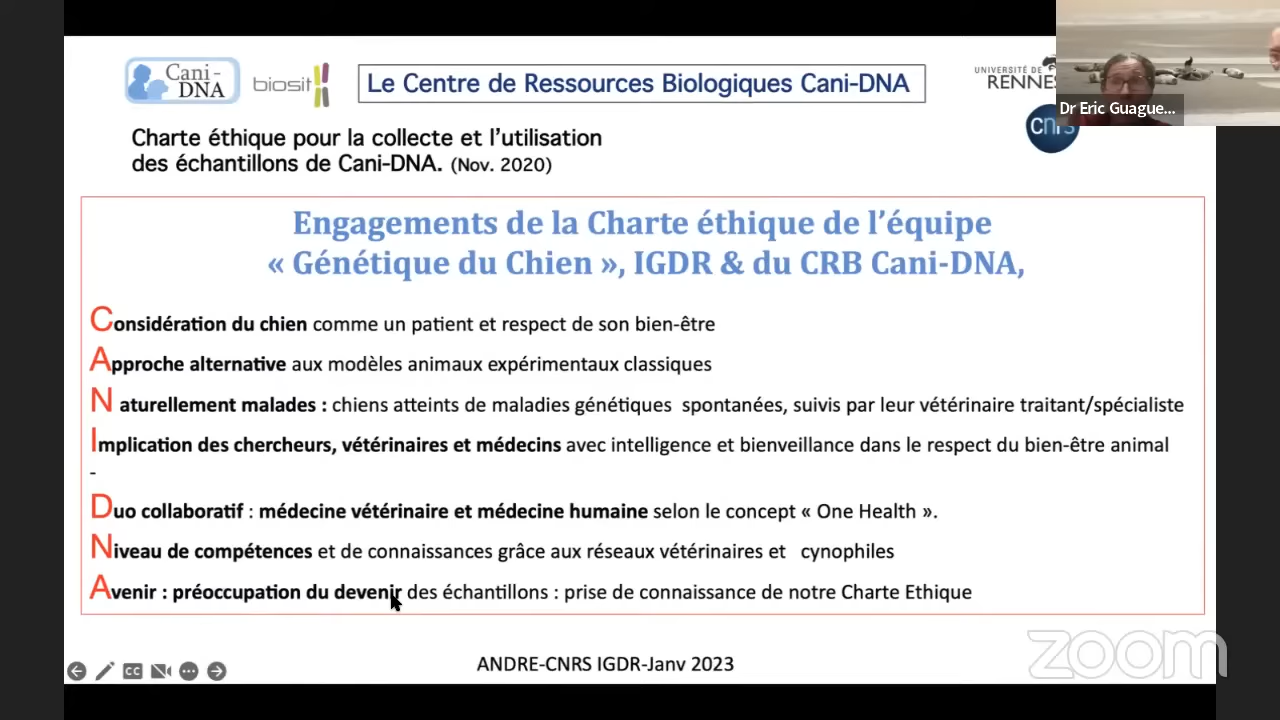 Cani-
DNA
biosit
Le Centre de Ressources Biologiques Cani-DNA
UNIVERSITÉ DE
RENNES
Dr Eric Guague...
cnrs
Charte éthique pour la collecte et l'utilisation
des échantillons de Cani-DNA. (Nov. 2020)
Engagements de la Charte éthique de l'équipe
« Génétique du Chien », IGDR & du CRB Cani-DNA,
Considération du chien comme un patient et respect de son bien-être
Approche alternative aux modèles animaux expérimentaux classiques
N aturellement malades : chiens atteints de maladies génétiques spontanées, suivis par leur vétérinaire traitant/spécialiste
Implication des chercheurs, vétérinaires et médecins avec intelligence et bienveillance dans le respect du bien-être animal
-
Duo collaboratif : médecine vétérinaire et médecine humaine selon le concept « One Health ».
Niveau de compétences et de connaissances grâce aux réseaux vétérinaires et cynophiles
Avenir : préoccupation du devenir des échantillons : prise de connaissance de notre Charte Ethique
CC
ANDRE-CNRS IGDR-Janv 2023
zoom